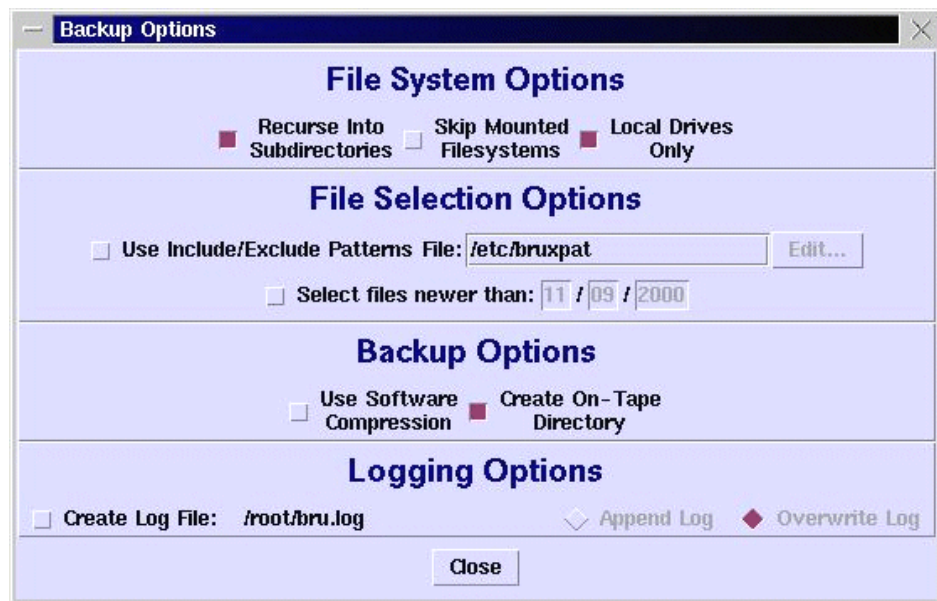 Backup Options
File System Options
Recurse Into Subdirectories
Skip Mounted Filesystems
Local Drives Only
File Selection Options
Use Include/Exclude Patterns File: /etc/bruxpat Edit...
Select files newer than: 11 / 09 / 2000
Backup Options
Use Software Compression
Create On-Tape Directory
Logging Options
Create Log File: /root/bru.log Append Log Overwrite Log
Close